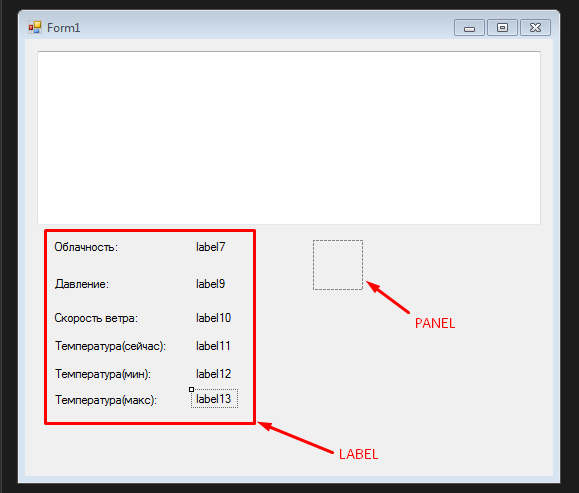 Form1
Облачность: label7
Давление: label9
PANEL
Скорость ветра: label10
Температура(сейчас): label11
Температура(мин): label12
Температура(макс): label13
LABEL